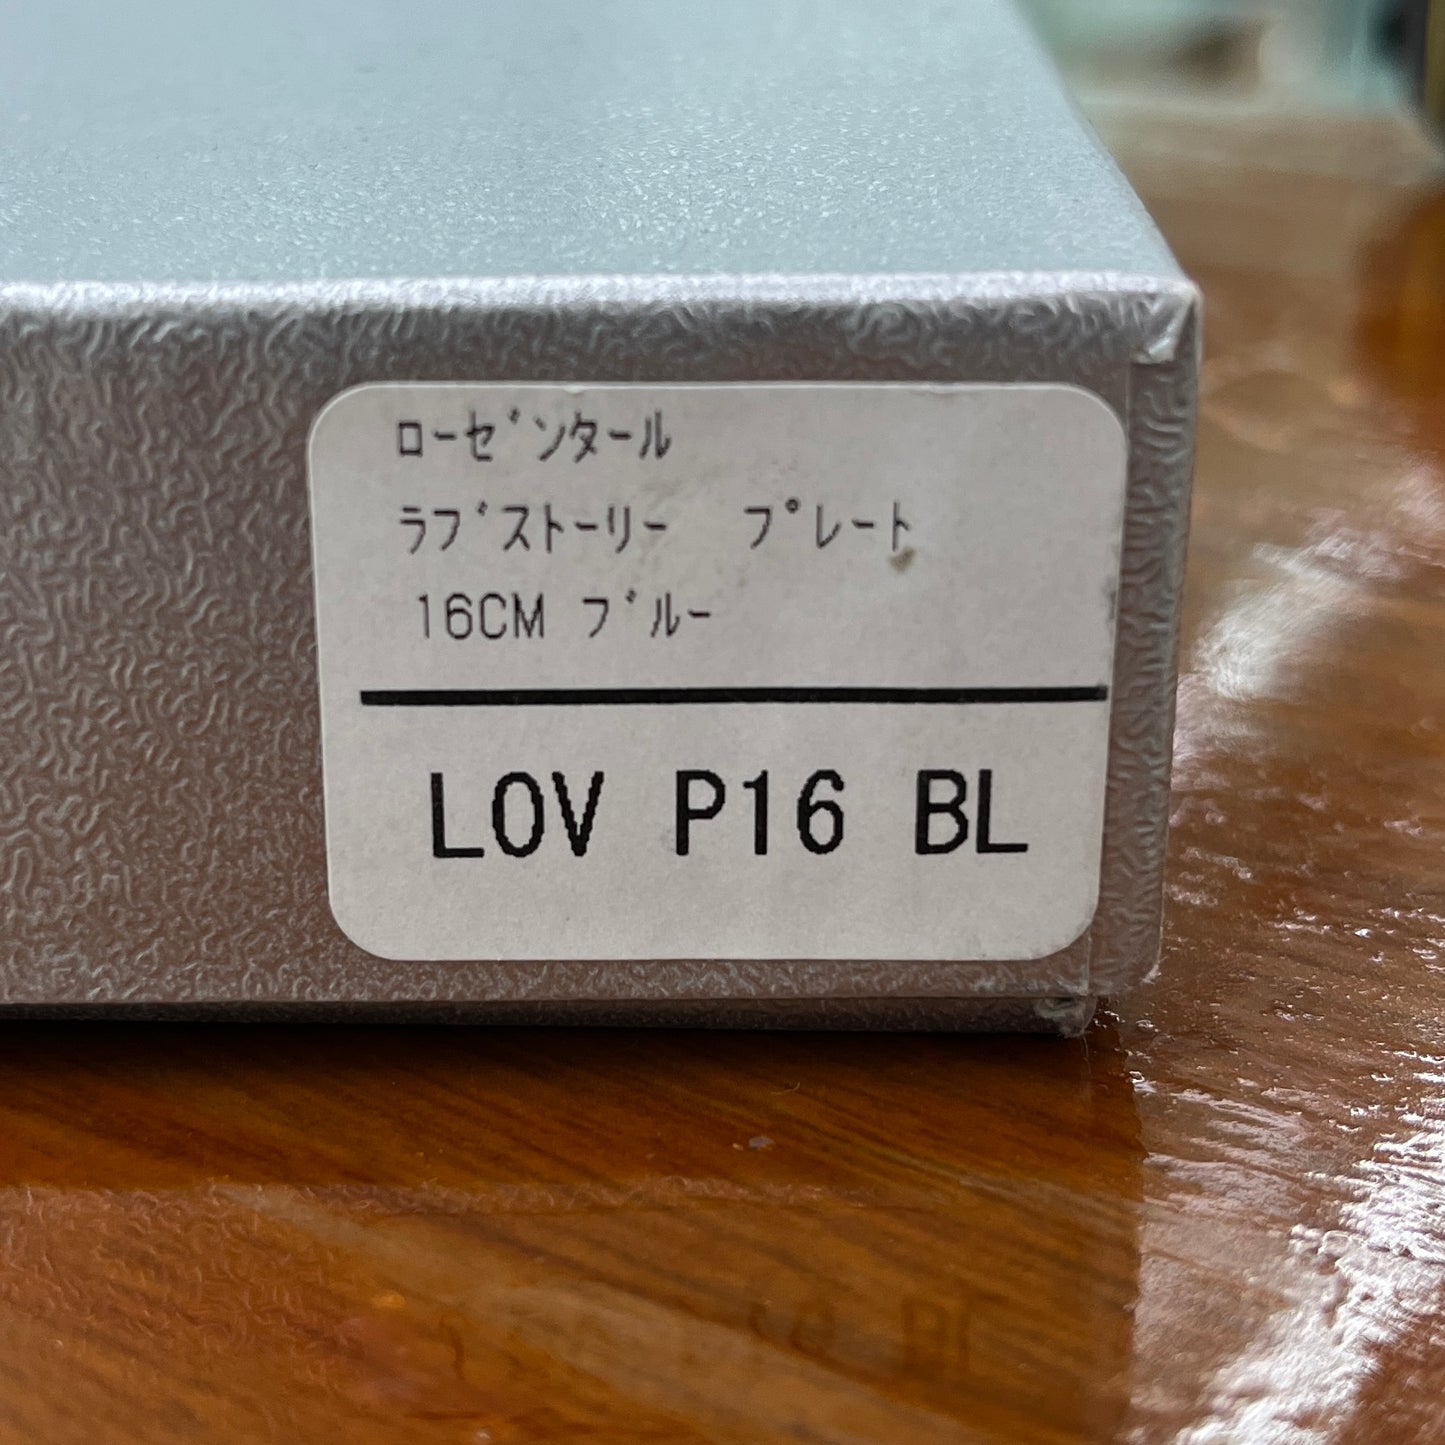 ﾛｰｾﾞﾝﾀｰﾙ
ﾗﾌﾞｽﾄｰﾘｰ ﾌﾟﾚｰﾄ
16CM ﾌﾞﾙｰ
LOV P16 BL